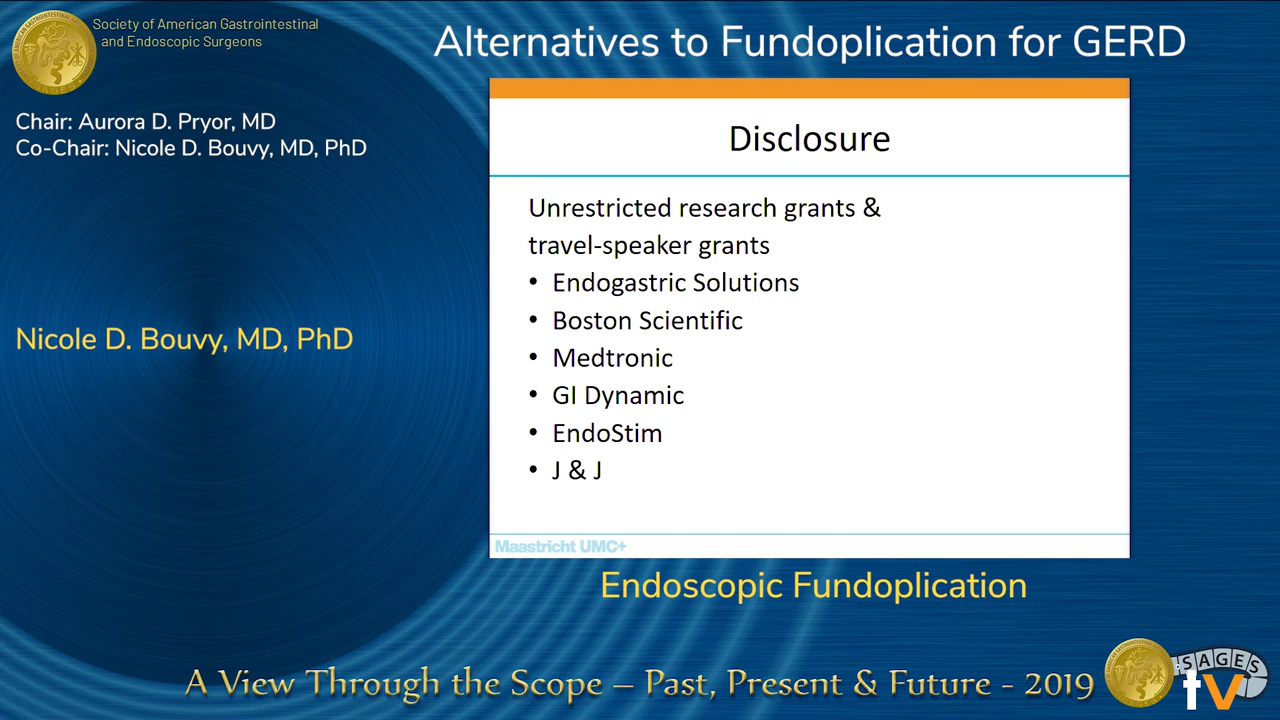 Society of American Gastrointestinal
and Endoscopic Surgeons
Alternatives to Fundoplication for GERD
Chair: Aurora D. Pryor, MD
Co-Chair: Nicole D. Bouvy, MD, PhD
Nicole D. Bouvy, MD, PhD
Disclosure
Unrestricted research grants &
travel-speaker grants
• Endogastric Solutions
• Boston Scientific
• Medtronic
• GI Dynamic
• EndoStim
• J & J
Maastricht UMC+
Endoscopic Fundoplication
A View Through the Scope – Past, Present & Future - 2019
SAGES
tv